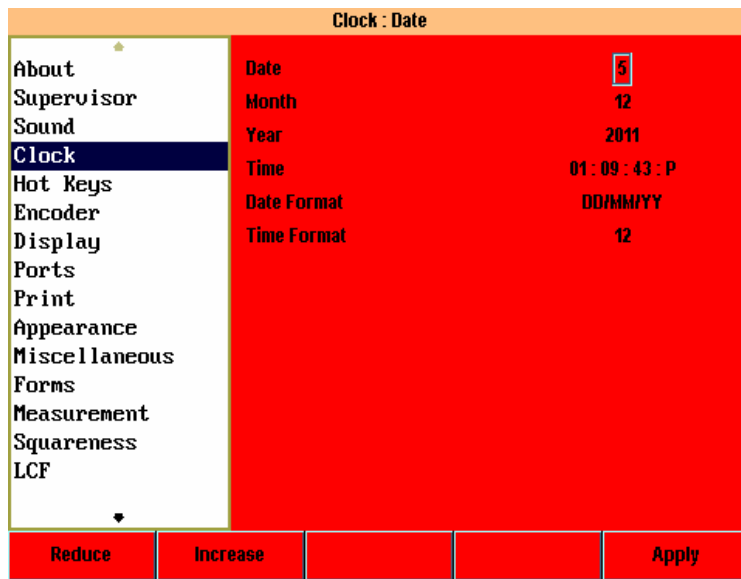 Clock : Date
About
Supervisor
Sound
Clock
Hot Keys
Encoder
Display
Ports
Print
Appearance
Miscellaneous
Forms
Measurement
Squareness
LCF
Date 5
Month 12
Year 2011
Time 01 : 09 : 43 : P
Date Format DD/MM/YY
Time Format 12
Reduce Increase Apply